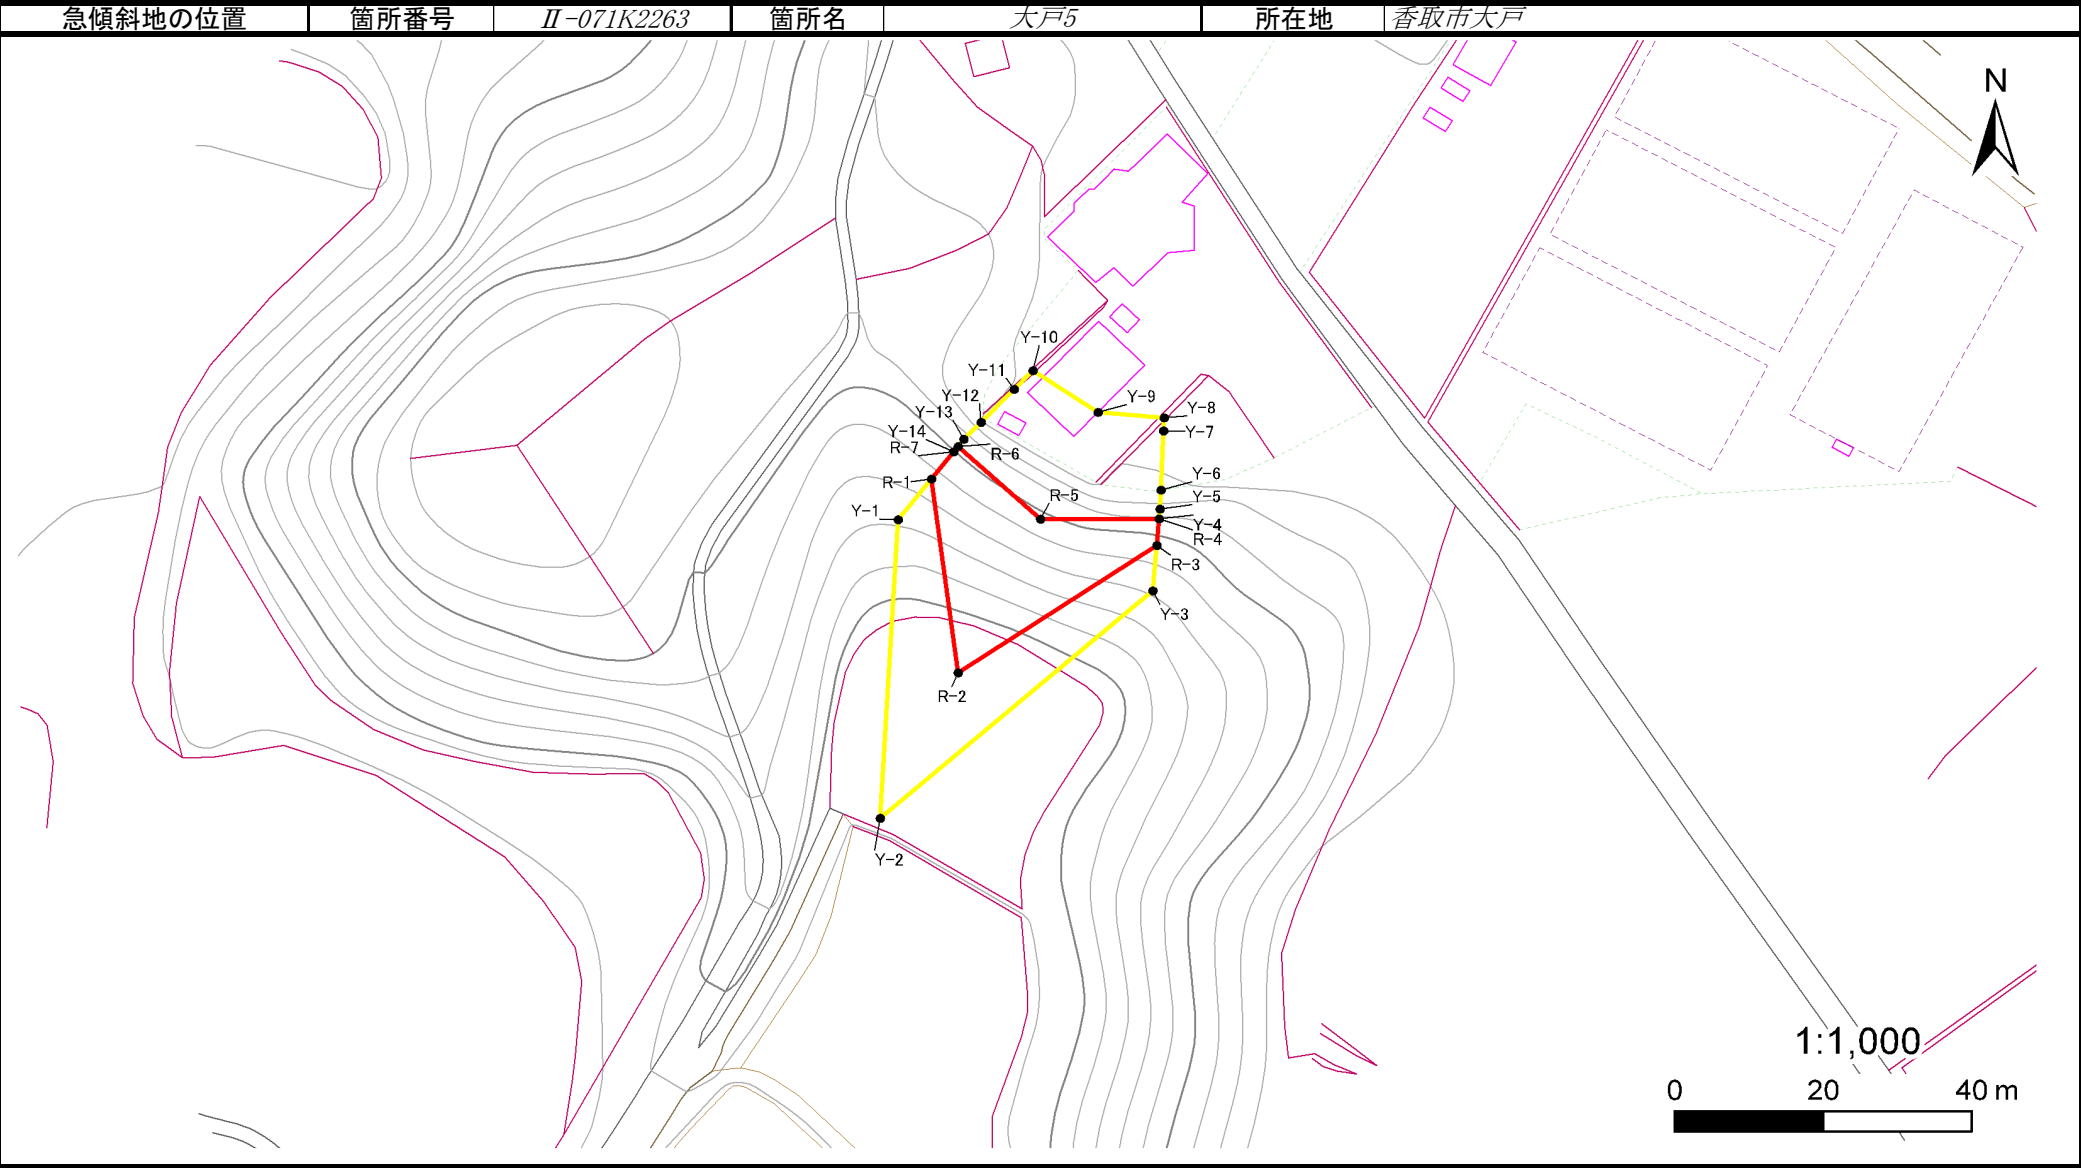 急傾斜地の位置 箇所番号 Ⅱ-071K2263 箇所名 大戸5 所在地 香取市大戸
N
Y-10
Y-11
Y-12
Y-9
Y-8
Y-13
Y-14
Y-7
R-7
R-6
Y-6
R-1
R-5
Y-5
Y-1
Y-4
R-4
R-3
Y-3
R-2
Y-2
1:1,000
0 20 40 m